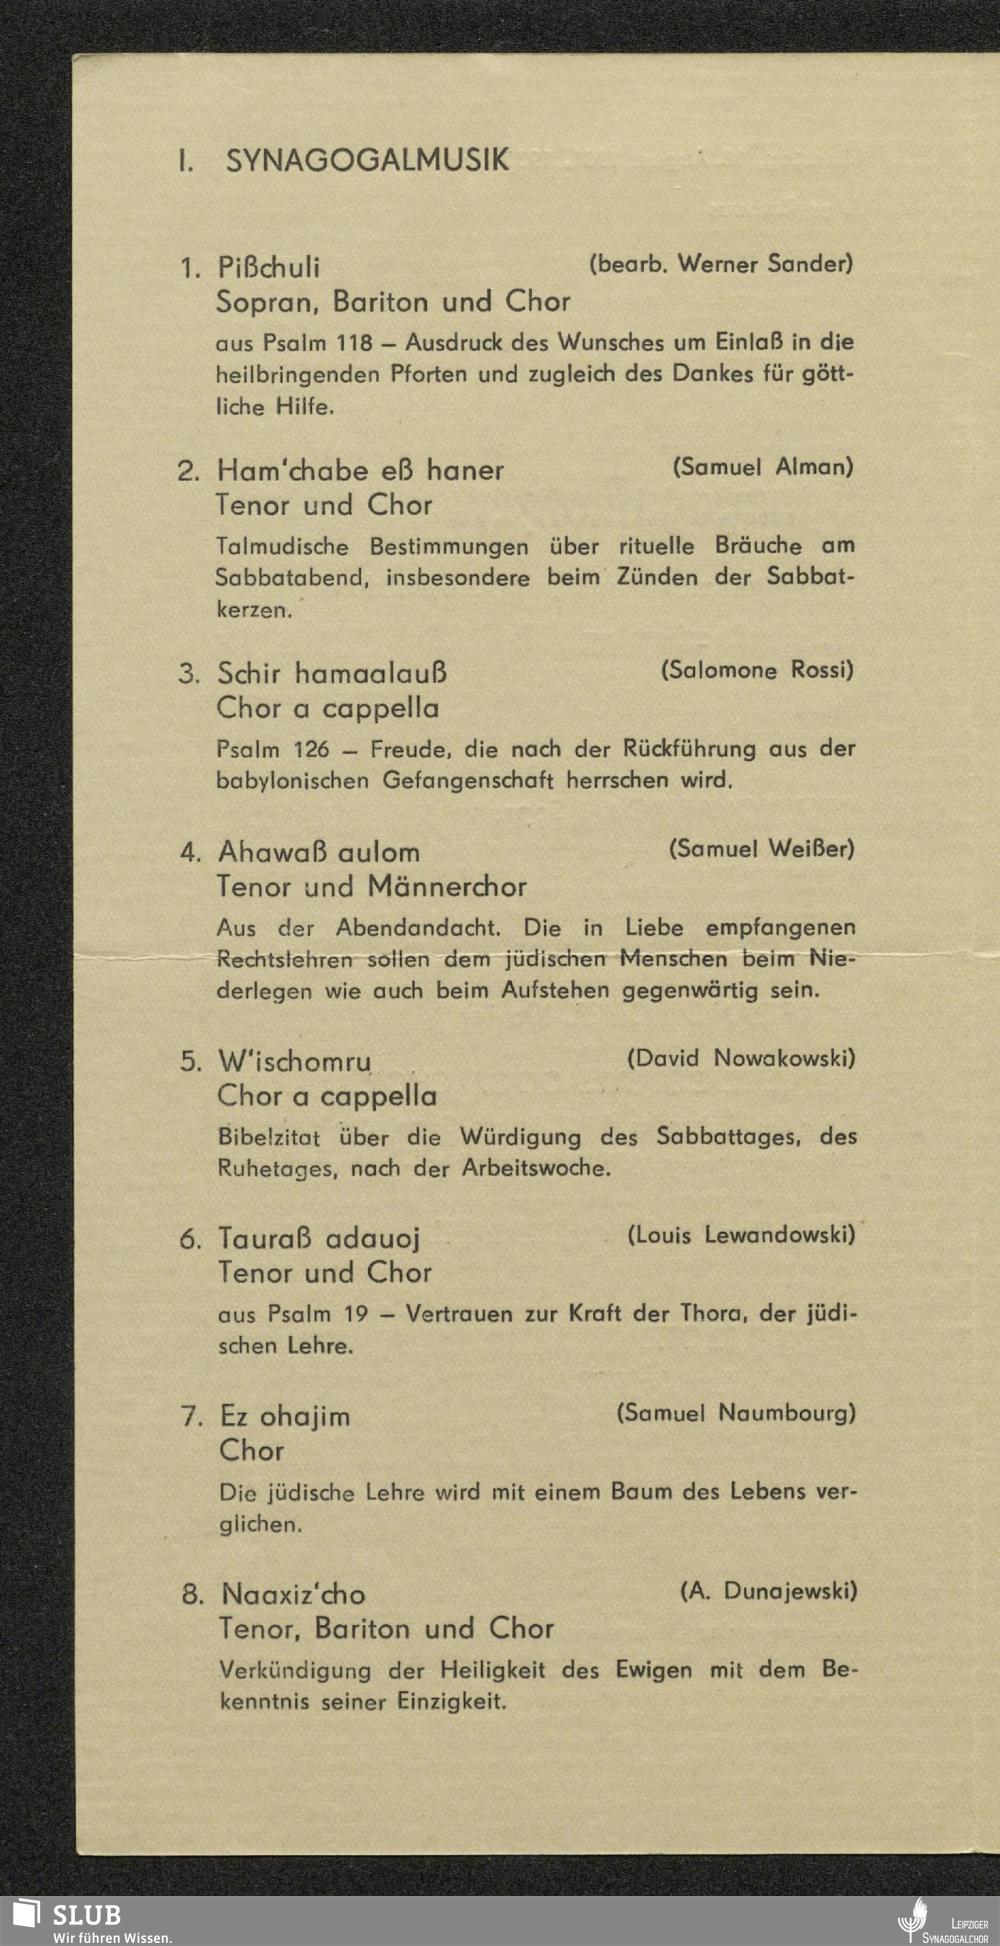 I. SYNAGOGALMUSIK
1. Pißchuli (bearb. Werner Sander)
Sopran, Bariton und Chor
aus Psalm 118 – Ausdruck des Wunsches um Einlaß in die
heilbringenden Pforten und zugleich des Dankes für gött-
liche Hilfe.
2. Ham'chabe eß haner (Samuel Alman)
Tenor und Chor
Talmudische Bestimmungen über rituelle Bräuche am
Sabbatabend, insbesondere beim Zünden der Sabbat-
kerzen.
3. Schir hamaalauß (Salomone Rossi)
Chor a cappella
Psalm 126 – Freude, die nach der Rückführung aus der
babylonischen Gefangenschaft herrschen wird.
4. Ahawaß aulom (Samuel Weißer)
Tenor und Männerchor
Aus der Abendandacht. Die in Liebe empfangenen
Rechtslehren sollen dem jüdischen Menschen beim Nie-
derlegen wie auch beim Aufstehen gegenwärtig sein.
5. W'ischomru (David Nowakowski)
Chor a cappella
Bibelzitat über die Würdigung des Sabbattages, des
Ruhetages, nach der Arbeitswoche.
6. Tauraß adauoj (Louis Lewandowski)
Tenor und Chor
aus Psalm 19 – Vertrauen zur Kraft der Thora, der jüdi-
schen Lehre.
7. Ez ohajim (Samuel Naumbourg)
Chor
Die jüdische Lehre wird mit einem Baum des Lebens ver-
glichen.
8. Naaxiz'cho (A. Dunajewski)
Tenor, Bariton und Chor
Verkündigung der Heiligkeit des Ewigen mit dem Be-
kenntnis seiner Einzigkeit.
SLUB
Wir führen Wissen.
LEIPZIGER
SYNAGOGALCHOR